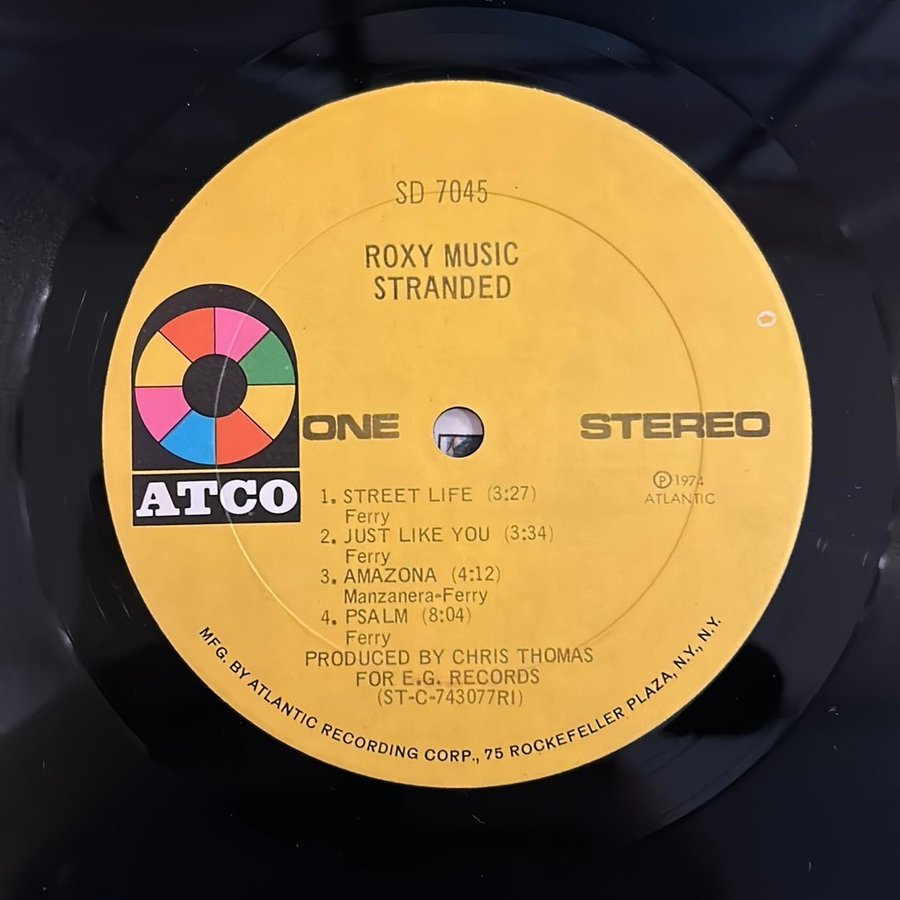 SD 7045
ROXY MUSIC
STRANDED
ATCO
ONE
STEREO
1. STREET LIFE (3:27)
Ferry
2. JUST LIKE YOU (3:34)
Ferry
3. AMAZONA (4:12)
Manzanera-Ferry
4. PSALM (8:04)
Ferry
Ⓟ1974
ATLANTIC
PRODUCED BY CHRIS THOMAS
FOR E.G. RECORDS
(ST-C-743077RI)
MFG. BY ATLANTIC RECORDING CORP., 75 ROCKEFELLER PLAZA, N.Y., N.Y.